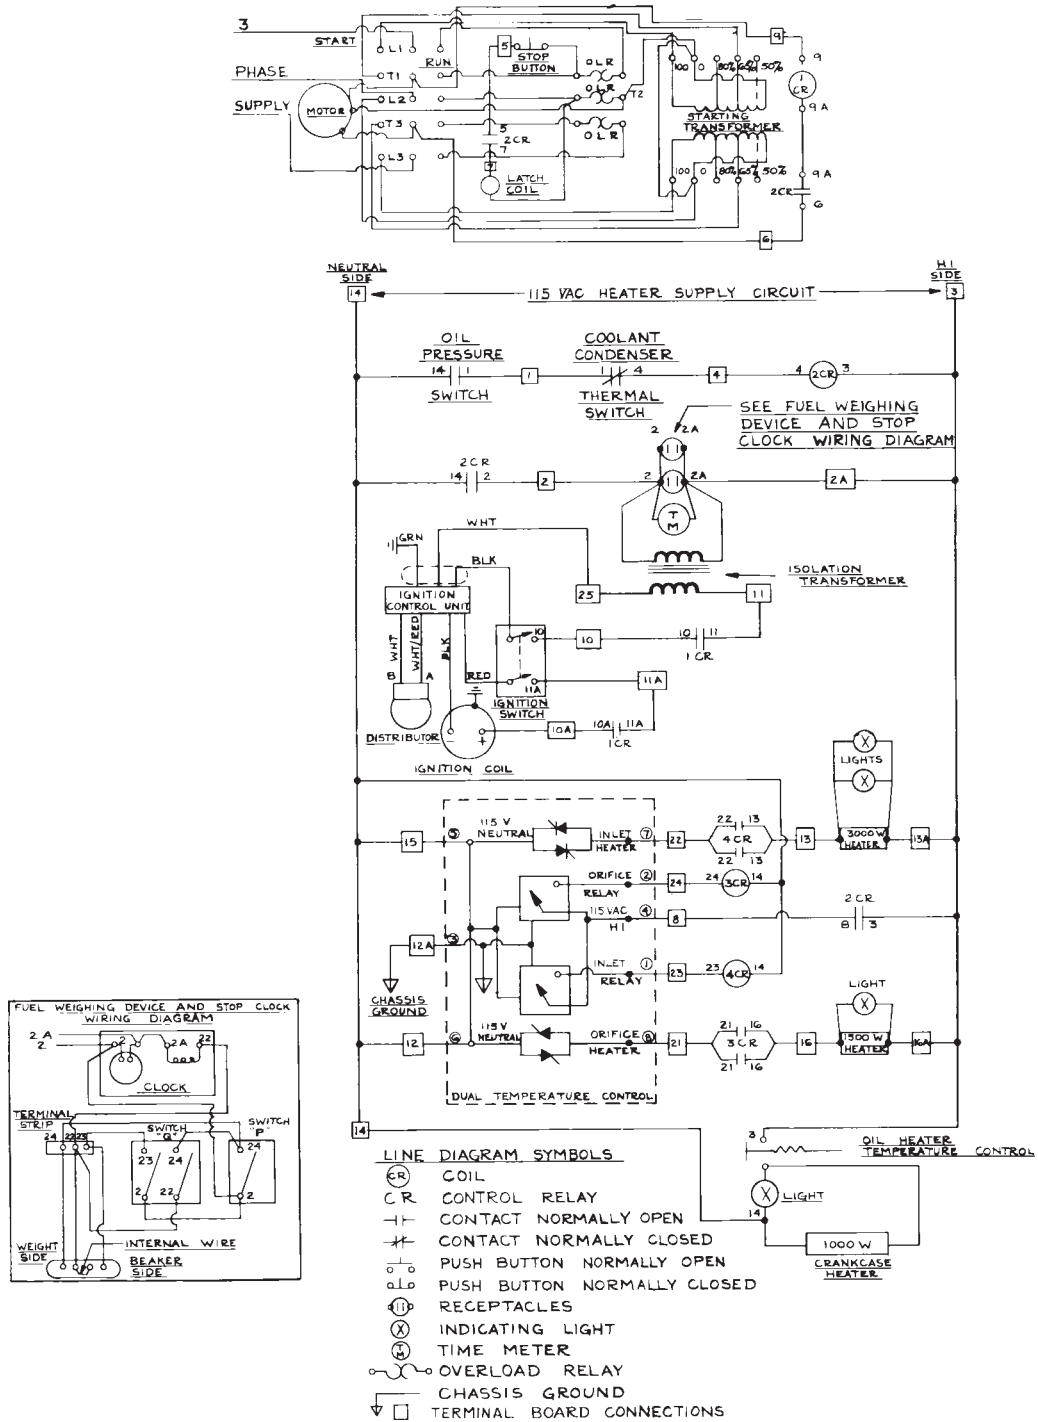 3
START
L1
RUN
5
STOP
BUTTON
OLR
9
9
100 0 80% 65% 50%
PHASE
T1
OLR
T2
1
CR
SUPPLY
MOTOR
L2
9A
STARTING
TRANSFORMER
T3
5
2CR
7
OLR
L3
7
LATCH
COIL
100 0 80% 65% 50%
9A
2CR
6
6
NEUTRAL
SIDE
HI
SIDE
14
115 VAC HEATER SUPPLY CIRCUIT
3
OIL
PRESSURE
14 1
SWITCH
1
COOLANT
CONDENSER
1 4
THERMAL
SWITCH
4
4 2CR 3
SEE FUEL WEIGHING
DEVICE AND STOP
CLOCK WIRING DIAGRAM
2 2A
2CR
14 2
2
2 2A
2A
TM
WHT
GRN
BLK
ISOLATION
TRANSFORMER
IGNITION
CONTROL UNIT
25
11
WHT
WHT/RED
BLK
10
10
10 11
1CR
B A
RED
11A
11A
IGNITION
SWITCH
DISTRIBUTOR
- +
10A
10A 11A
1CR
IGNITION COIL
LIGHTS
15
5
115 V
NEUTRAL
INLET 7
HEATER
22
22 13
4CR
22 13
13
3000 W
HEATER
13A
ORIFICE 2
RELAY
24
24 3CR 14
115 VAC 4
HI
8
2CR
8 3
12A
3
CHASSIS
GROUND
INLET 1
RELAY
23
23 4CR 14
LIGHT
12
6
115V
NEUTRAL
ORIFICE 8
HEATER
21
21 16
3CR
21 16
16
1500 W
HEATER
16A
DUAL TEMPERATURE CONTROL
14
3
OIL HEATER
TEMPERATURE CONTROL
LIGHT
14
1000 W
CRANKCASE
HEATER
FUEL WEIGHING DEVICE AND STOP CLOCK
WIRING DIAGRAM
2A
2
2 2A 22
CLOCK
TERMINAL
STRIP
24 22 23
SWITCH
"Q"
SWITCH
"P"
23 24
24
2 22
2
WEIGHT
SIDE
INTERNAL WIRE
BEAKER
SIDE
LINE DIAGRAM SYMBOLS
CR COIL
CR CONTROL RELAY
CONTACT NORMALLY OPEN
CONTACT NORMALLY CLOSED
PUSH BUTTON NORMALLY OPEN
PUSH BUTTON NORMALLY CLOSED
RECEPTACLES
INDICATING LIGHT
TM TIME METER
OVERLOAD RELAY
CHASSIS GROUND
TERMINAL BOARD CONNECTIONS